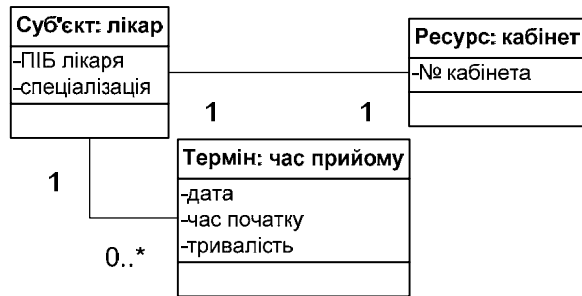 Суб'єкт: лікар
-ПІБ лікаря
-спеціалізація
Ресурс: кабінет
-№ кабінета
1
1
1
0..*
Термін: час прийому
-дата
-час початку
-тривалість